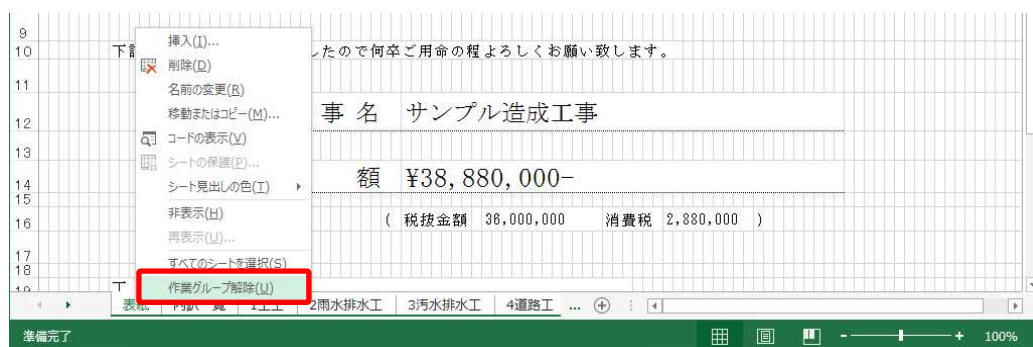 9
10 下 したので何卒ご用命の程よろしくお願い致します。
挿入(I)...
削除(D)
11
名前の変更(R)
移動またはコピー(M)...
12 事 名 サンプル造成工事
コードの表示(V)
13
シートの保護(P)...
14 額 ¥38,880,000-
シート見出しの色(T)
15
非表示(H)
16 ( 税抜金額 36,000,000 消費税 2,880,000 )
再表示(U)...
17
すべてのシートを選択(S)
18
作業グループ解除(U)
19 下
表紙 内訳一覧 1土工 2雨水排水工 3汚水排水工 4道路工 ...
準備完了 - + 100%